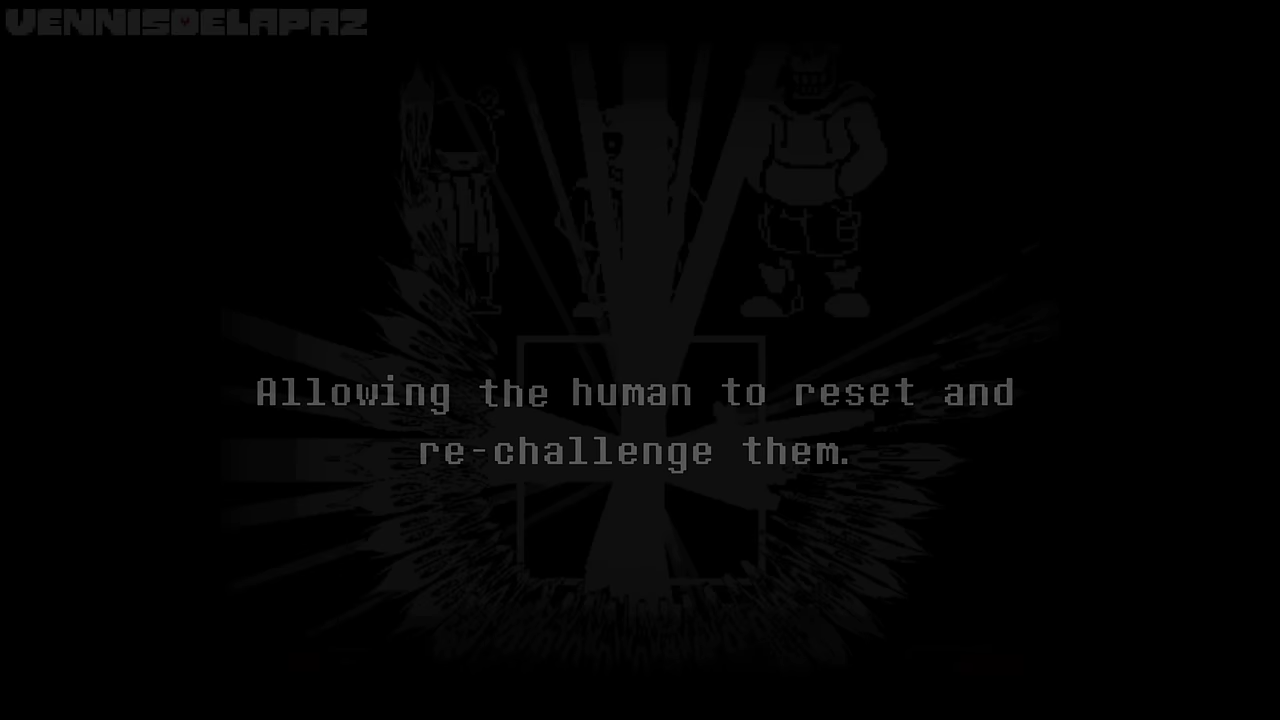 VENNISDELAPAZ
Allowing the human to reset and
re-challenge them.